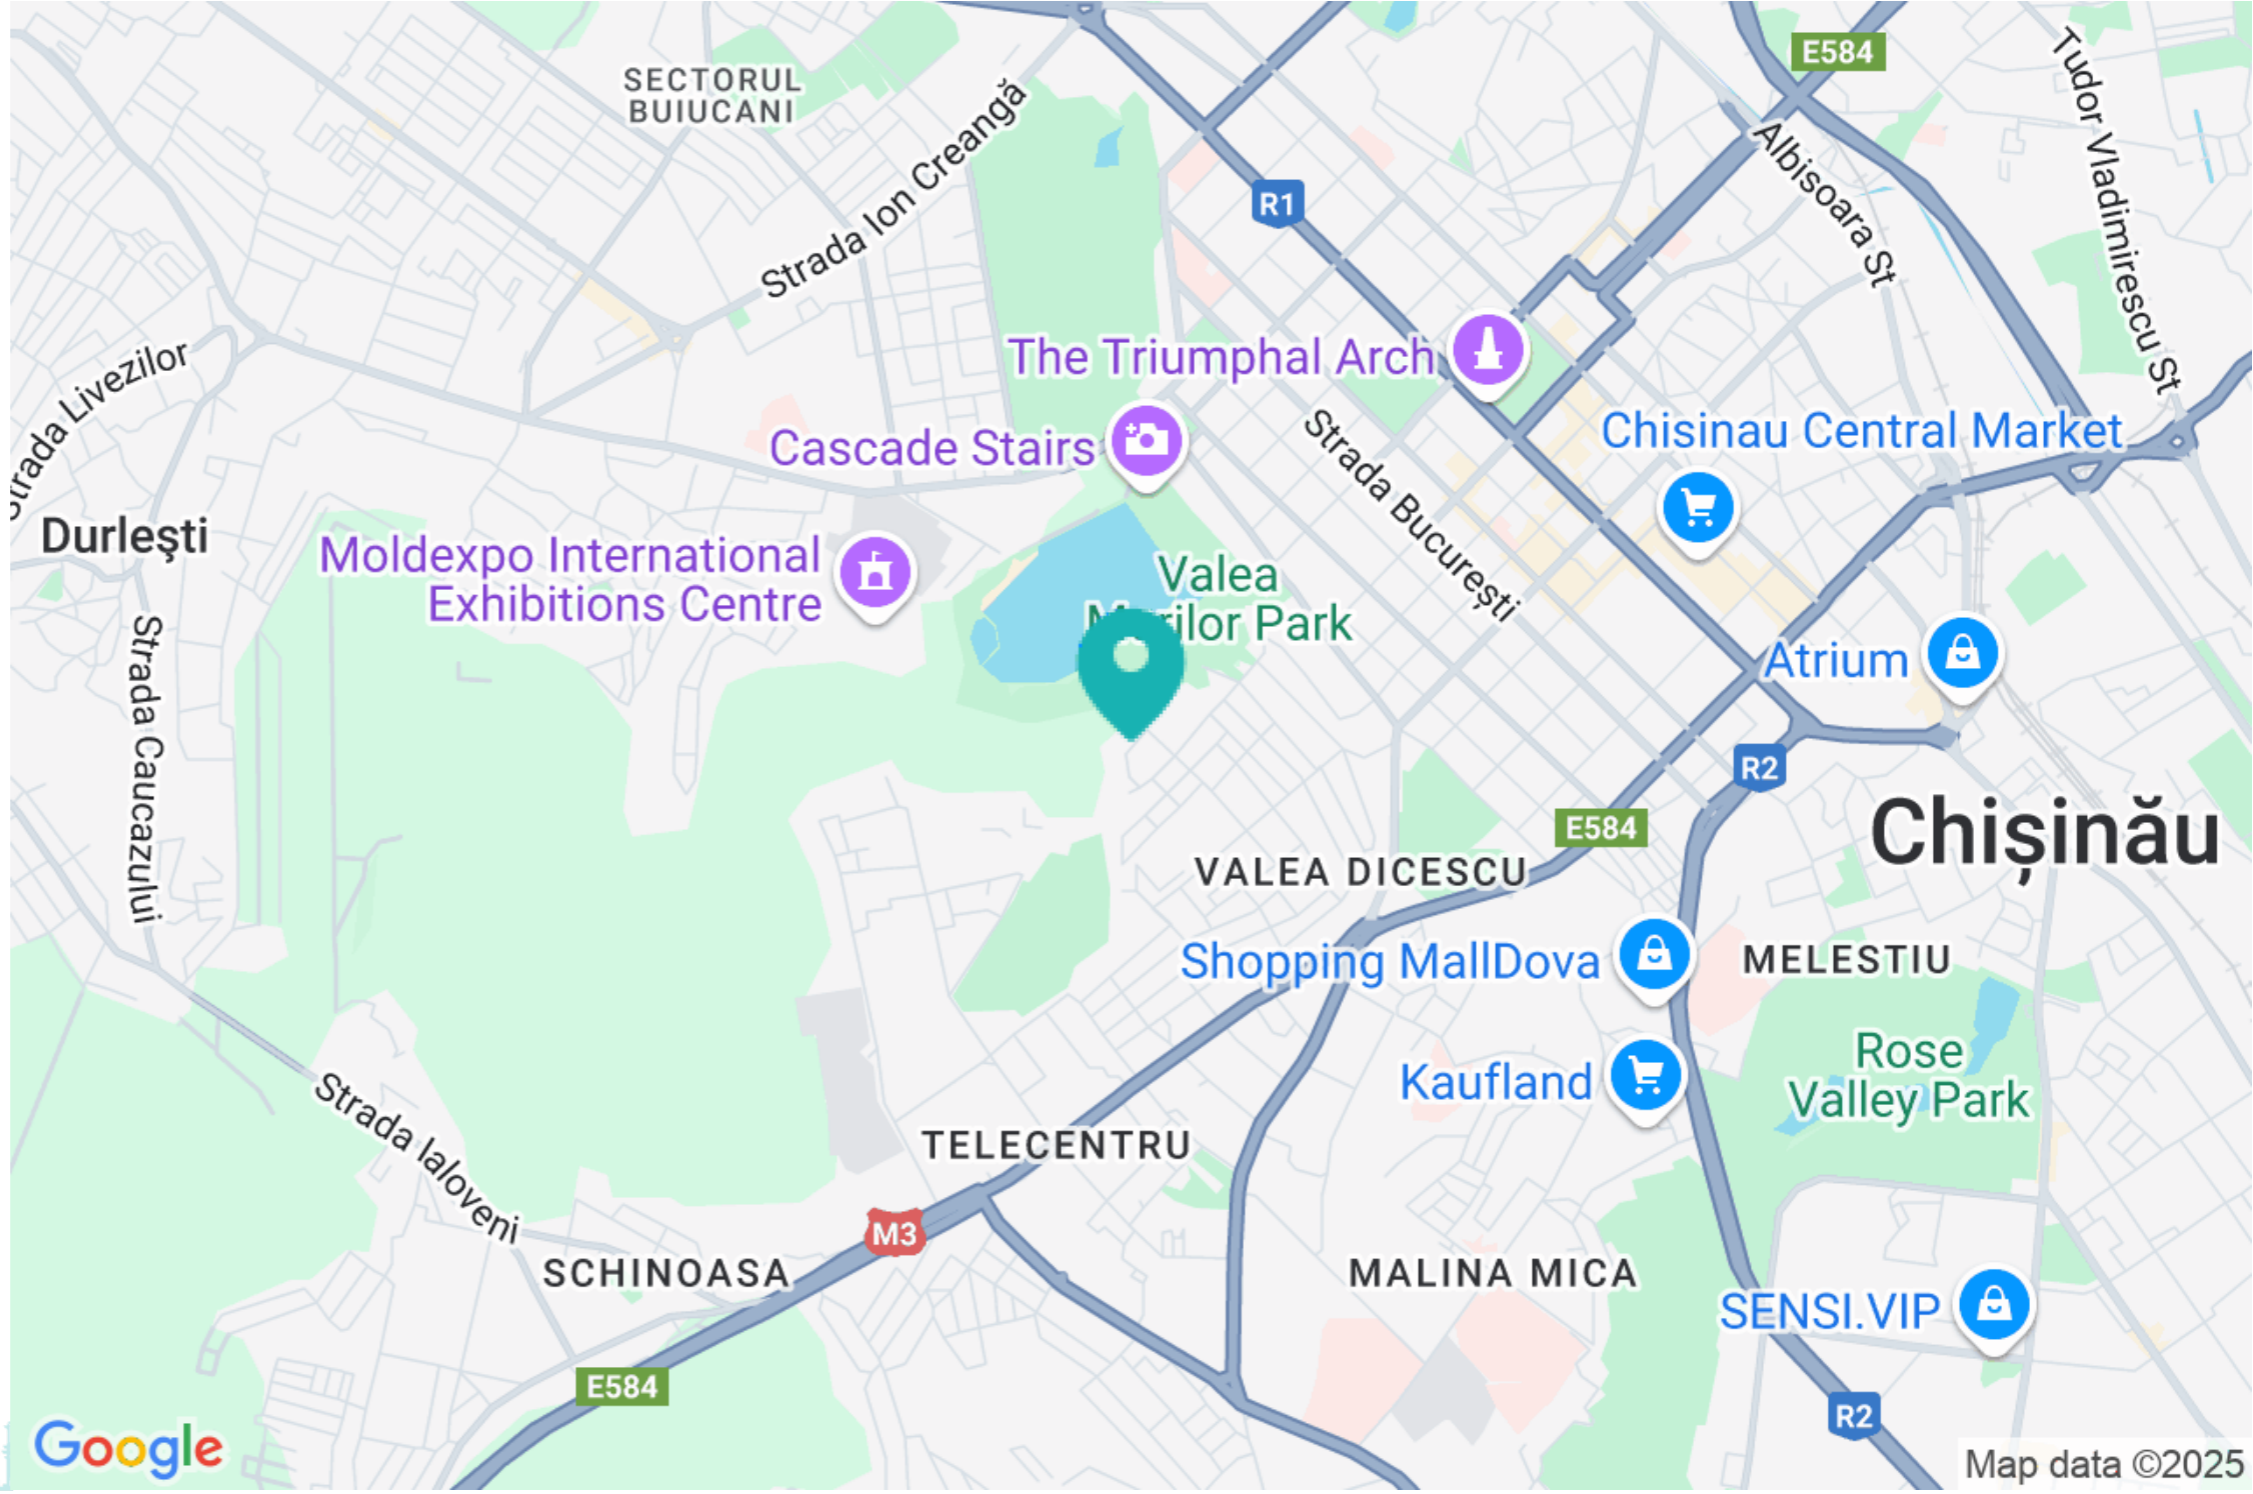 E584
Tudor Vladimirescu St
SECTORUL
BUIUCANI
Strada Ion Creangă
Albisoara St
R1
The Triumphal Arch
Strada Livezilor
Cascade Stairs
Strada București
Chisinau Central Market
Durleşti
Moldexpo International
Exhibitions Centre
Valea
Morilor Park
Atrium
Strada Caucazului
R2
E584
Chișinău
VALEA DICESCU
Shopping MallDova
MELESTIU
Rose
Valley Park
Kaufland
Strada Ialoveni
TELECENTRU
M3
SCHINOASA
MALINA MICA
SENSI.VIP
E584
R2
Google
Map data ©2025